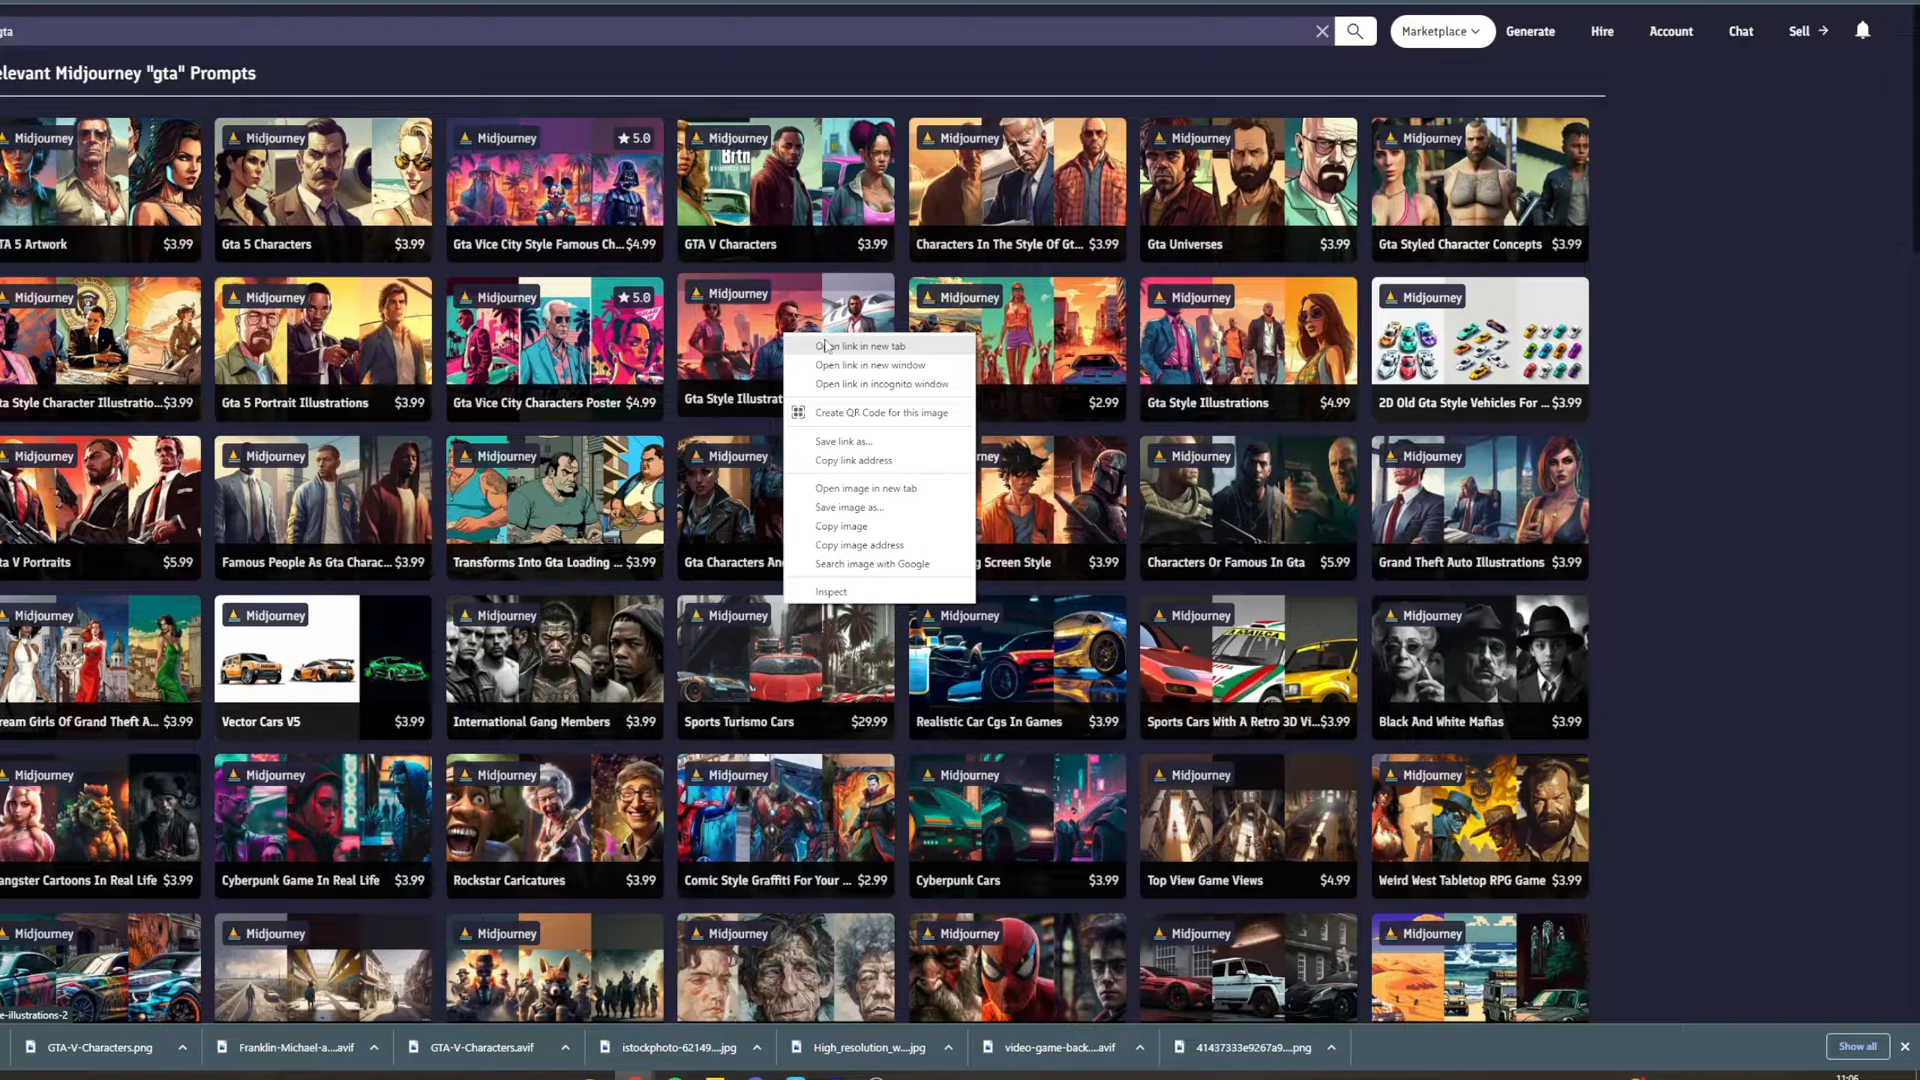 gta
Marketplace
Generate
Hire
Account
Chat
Sell
elevant Midjourney "gta" Prompts
Midjourney
Midjourney
Midjourney
5.0
Midjourney
Midjourney
Midjourney
Midjourney
TA 5 Artwork $3.99
Gta 5 Characters $3.99
Gta Vice City Style Famous Ch... $4.99
GTA V Characters $3.99
Characters In The Style Of Gt... $3.99
Gta Universes $3.99
Gta Styled Character Concepts $3.99
Midjourney
Midjourney
Midjourney
5.0
Midjourney
Midjourney
Midjourney
Midjourney
ta Style Character Illustratio... $3.99
Gta 5 Portrait Illustrations $3.99
Gta Vice City Characters Poster $4.99
Gta Style Illustrat
$2.99
Gta Style Illustrations $4.99
2D Old Gta Style Vehicles For ... $3.99
Open link in new tab
Open link in new window
Open link in incognito window
Create QR Code for this image
Save link as...
Copy link address
Open image in new tab
Save image as...
Copy image
Copy image address
Search image with Google
Inspect
Midjourney
Midjourney
Midjourney
Midjourney
rney
Midjourney
Midjourney
ta V Portraits $5.99
Famous People As Gta Charac... $3.99
Transforms Into Gta Loading ... $3.99
Gta Characters An
g Screen Style $3.99
Characters Or Famous In Gta $5.99
Grand Theft Auto Illustrations $3.99
Midjourney
Midjourney
Midjourney
Midjourney
Midjourney
Midjourney
Midjourney
ream Girls Of Grand Theft A... $3.99
Vector Cars V5 $3.99
International Gang Members $3.99
Sports Turismo Cars $29.99
Realistic Car Cgs In Games $3.99
Sports Cars With A Retro 3D Vi... $3.99
Black And White Mafias $3.99
Midjourney
Midjourney
Midjourney
Midjourney
Midjourney
Midjourney
Midjourney
angster Cartoons In Real Life $3.99
Cyberpunk Game In Real Life $3.99
Rockstar Caricatures $3.99
Comic Style Graffiti For Your ... $2.99
Cyberpunk Cars $3.99
Top View Game Views $4.99
Weird West Tabletop RPG Game $3.99
Midjourney
Midjourney
Midjourney
Midjourney
Midjourney
Midjourney
Midjourney
e-illustrations-2
GTA-V-Characters.png
Franklin-Michael-a....avif
GTA-V-Characters.avif
istockphoto-62149....jpg
High_resolution_w....jpg
video-game-back....avif
41437333e9267a9....png
Show all
11:06